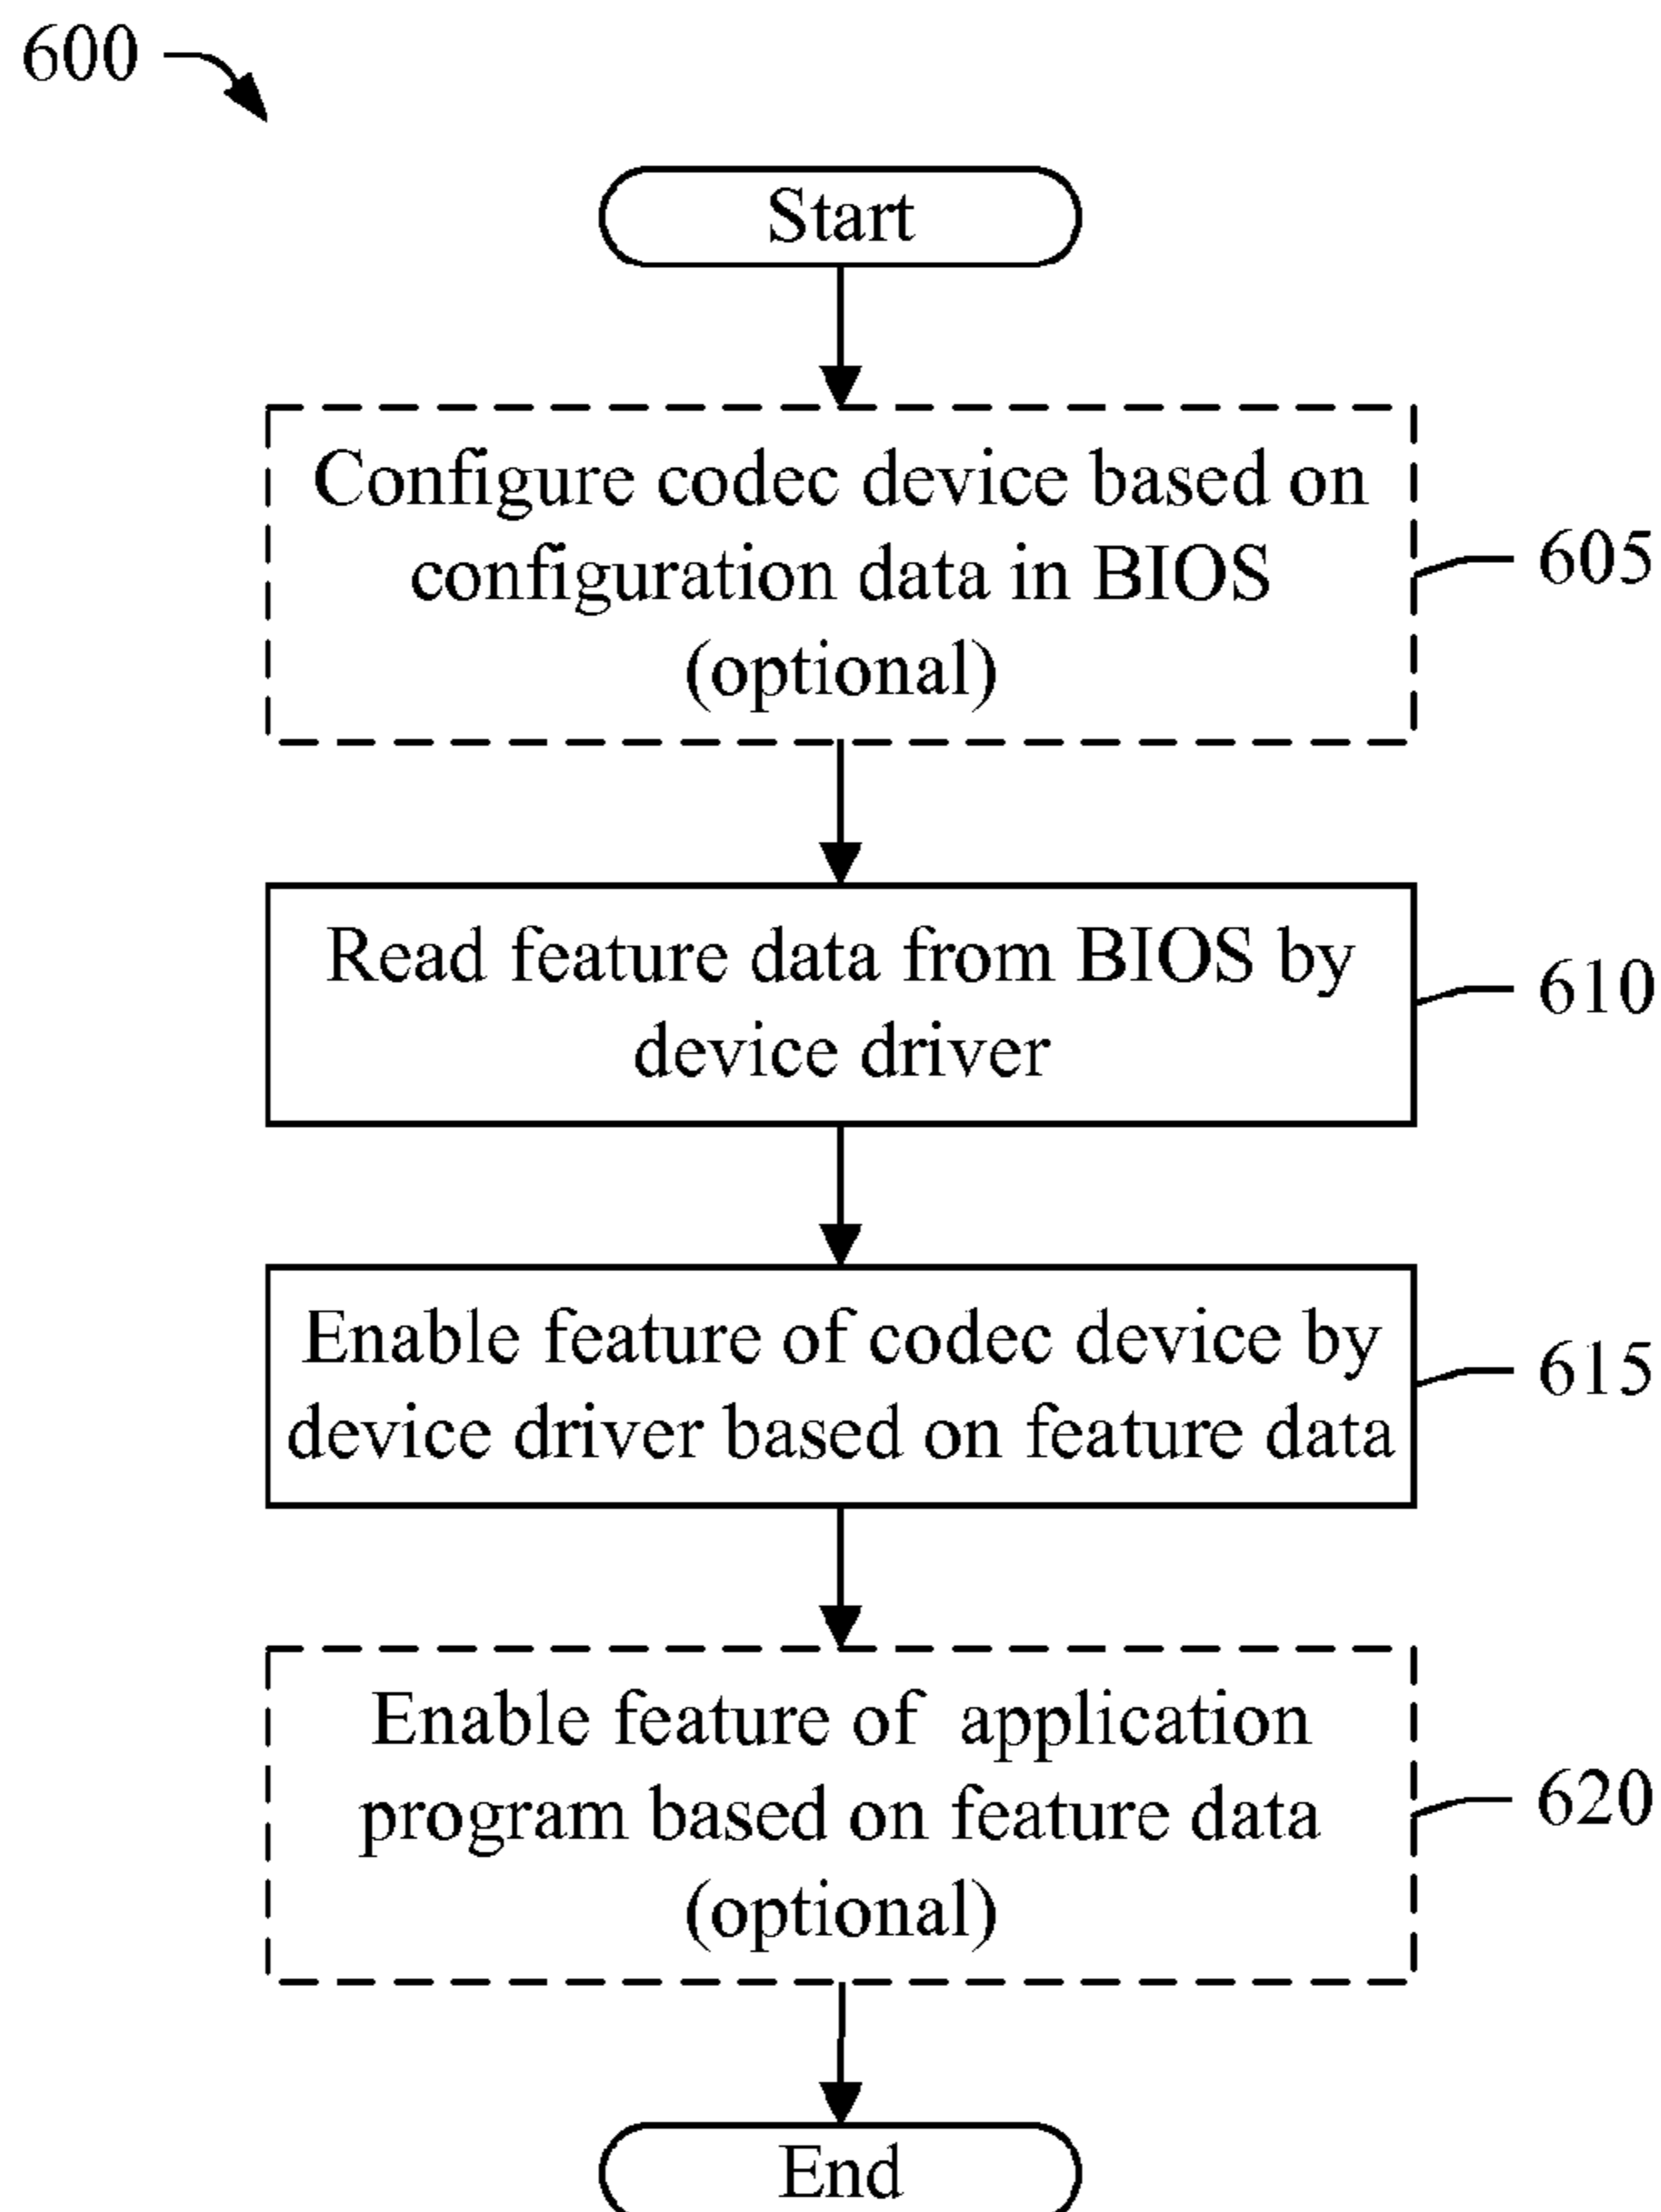 600
Start
Configure codec device based on
configuration data in BIOS
(optional)
605
Read feature data from BIOS by
device driver
610
Enable feature of codec device by
device driver based on feature data
615
Enable feature of application
program based on feature data
(optional)
620
End